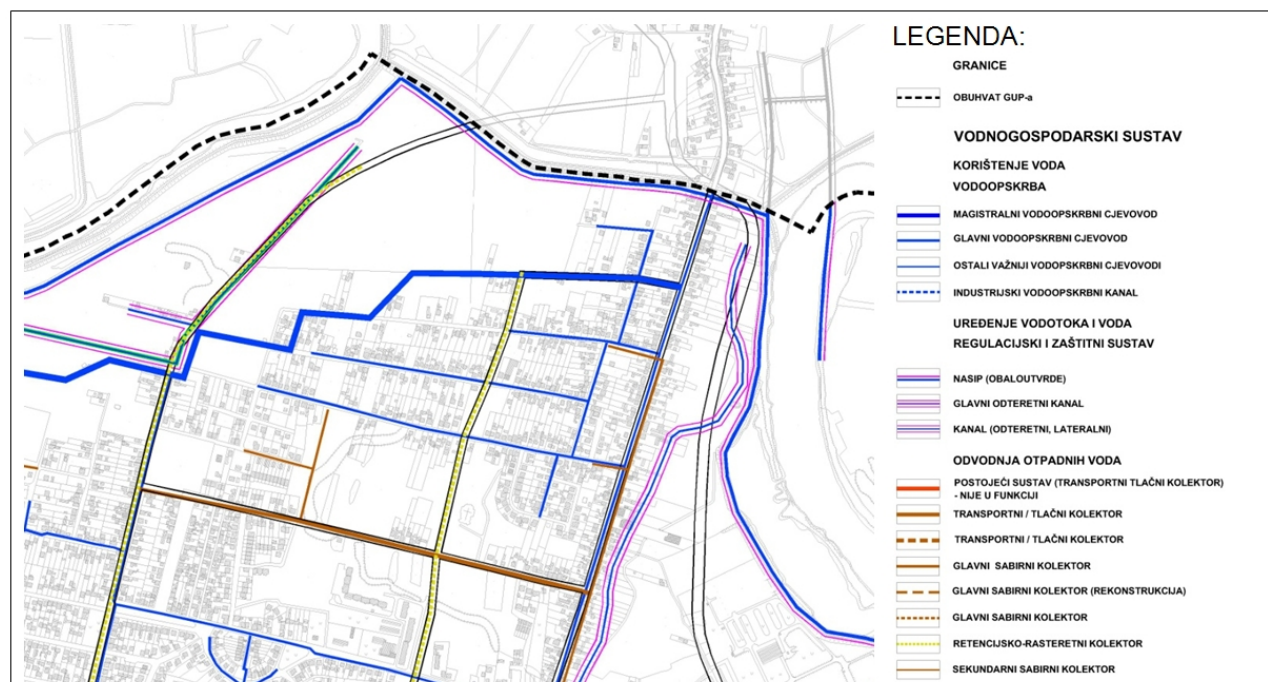 LEGENDA:
GRANICE
OBUHVAT GUP-a
VODNOGOSPODARSKI SUSTAV
KORIŠTENJE VODA
VODOOPSKRBA
MAGISTRALNI VODOOPSKRBNI CJEVOVOD
GLAVNI VODOOPSKRBNI CJEVOVOD
OSTALI VAŽNIJI VODOOPSKRBNI CJEVOVODI
INDUSTRIJSKI VODOOPSKRBNI KANAL
UREĐENJE VODOTOKA I VODA
REGULACIJSKI I ZAŠTITNI SUSTAV
NASIP (OBALOUTVRDE)
GLAVNI ODTERETNI KANAL
KANAL (ODTERETNI, LATERALNI)
ODVODNJA OTPADNIH VODA
POSTOJEĆI SUSTAV (TRANSPORTNI TLAČNI KOLEKTOR)
- NIJE U FUNKCIJI
TRANSPORTNI / TLAČNI KOLEKTOR
TRANSPORTNI / TLAČNI KOLEKTOR
GLAVNI SABIRNI KOLEKTOR
GLAVNI SABIRNI KOLEKTOR (REKONSTRUKCIJA)
GLAVNI SABIRNI KOLEKTOR
RETENCIJSKO-RASTERETNI KOLEKTOR
SEKUNDARNI SABIRNI KOLEKTOR